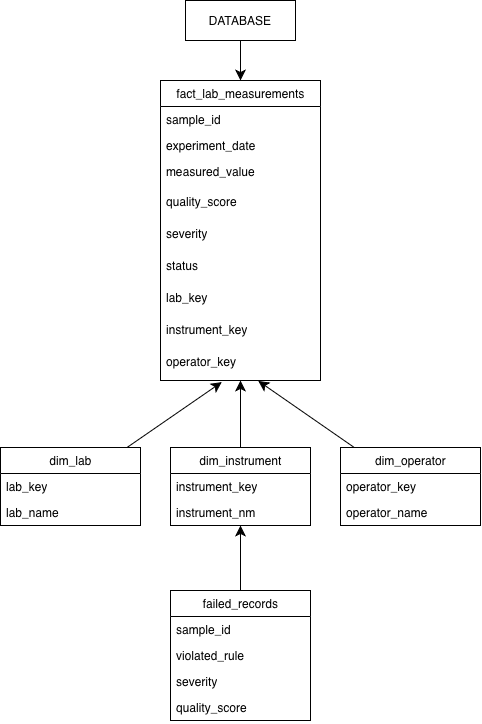 DATABASE
fact_lab_measurements
sample_id
experiment_date
measured_value
quality_score
severity
status
lab_key
instrument_key
operator_key
dim_lab
lab_key
lab_name
dim_instrument
instrument_key
instrument_nm
dim_operator
operator_key
operator_name
failed_records
sample_id
violated_rule
severity
quality_score